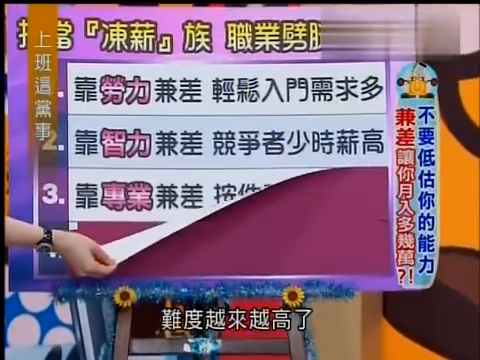 『凍薪』族 職業劈腿
上班這黨事
1. 靠勞力兼差 輕鬆入門需求多
2. 靠智力兼差 競爭者少時薪高
3. 靠專業兼差 按件
不要低估你的能力
兼差讓你月入多幾萬?!
難度越來越高了